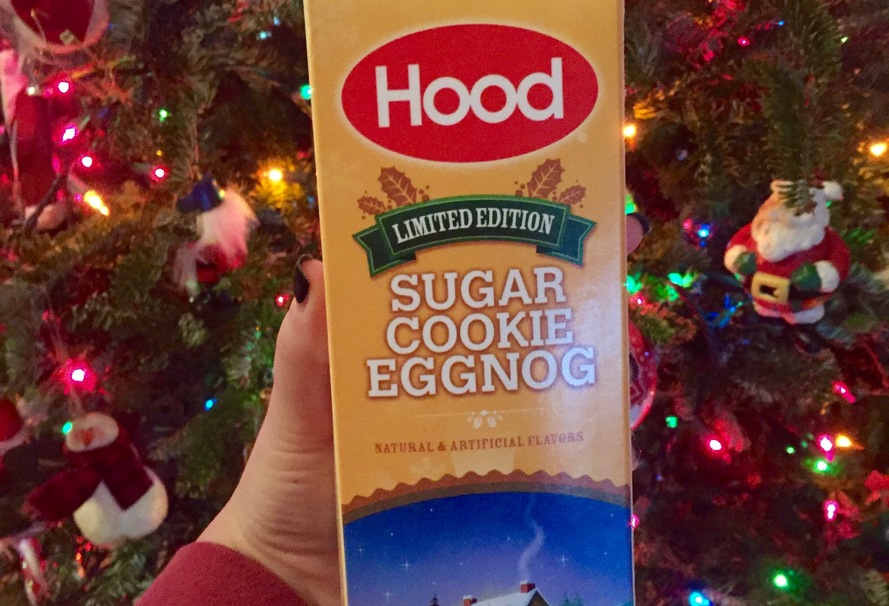 Hood
LIMITED EDITION
SUGAR
COOKIE
EGGNOG
NATURAL & ARTIFICIAL FLAVORS